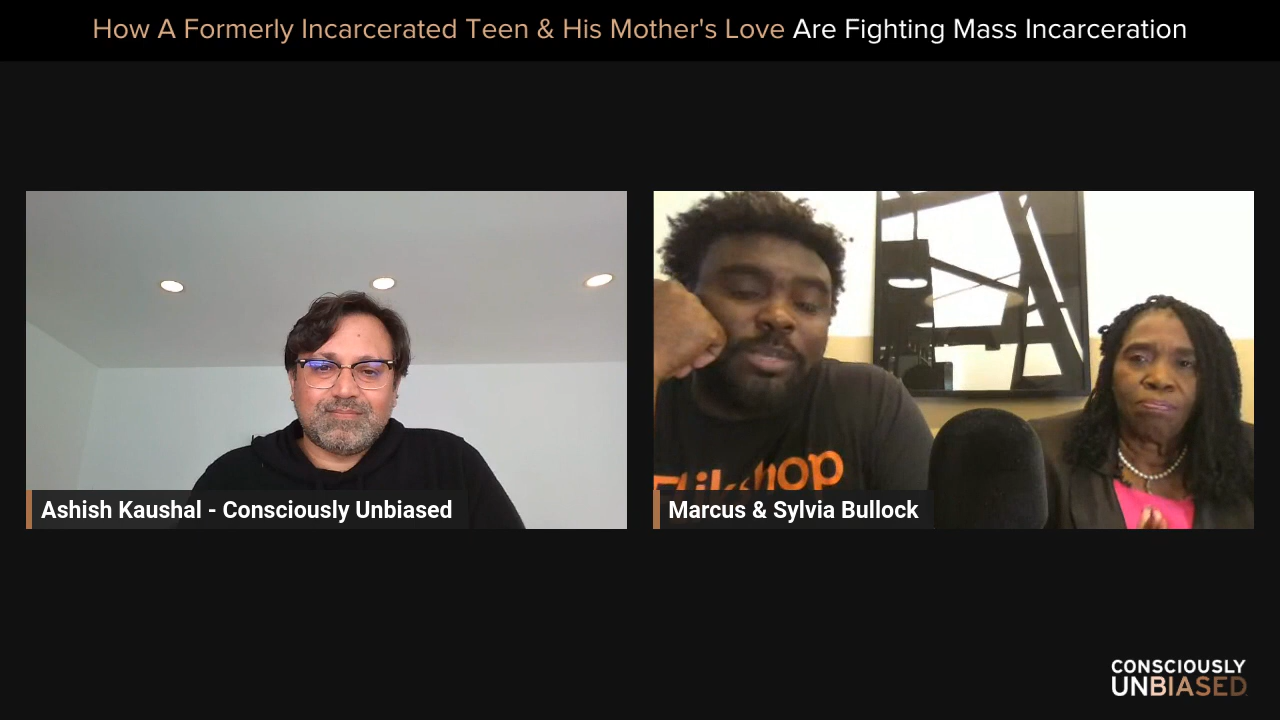 How A Formerly Incarcerated Teen & His Mother's Love Are Fighting Mass Incarceration
Flikshop
Ashish Kaushal - Consciously Unbiased
Marcus & Sylvia Bullock
CONSCIOUSLY
UNBIASED